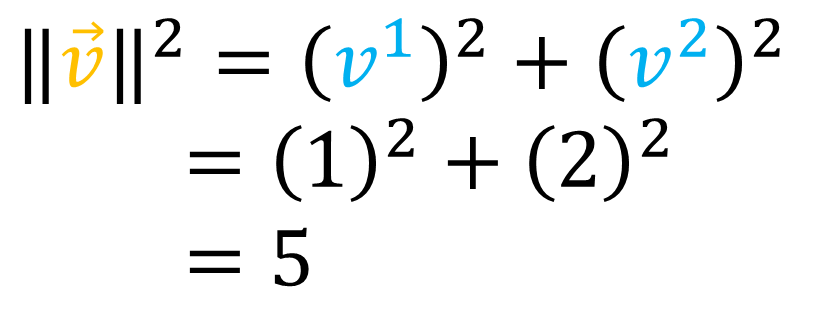 ‖v⃗‖² = (v¹)² + (v²)²
= (1)² + (2)²
= 5